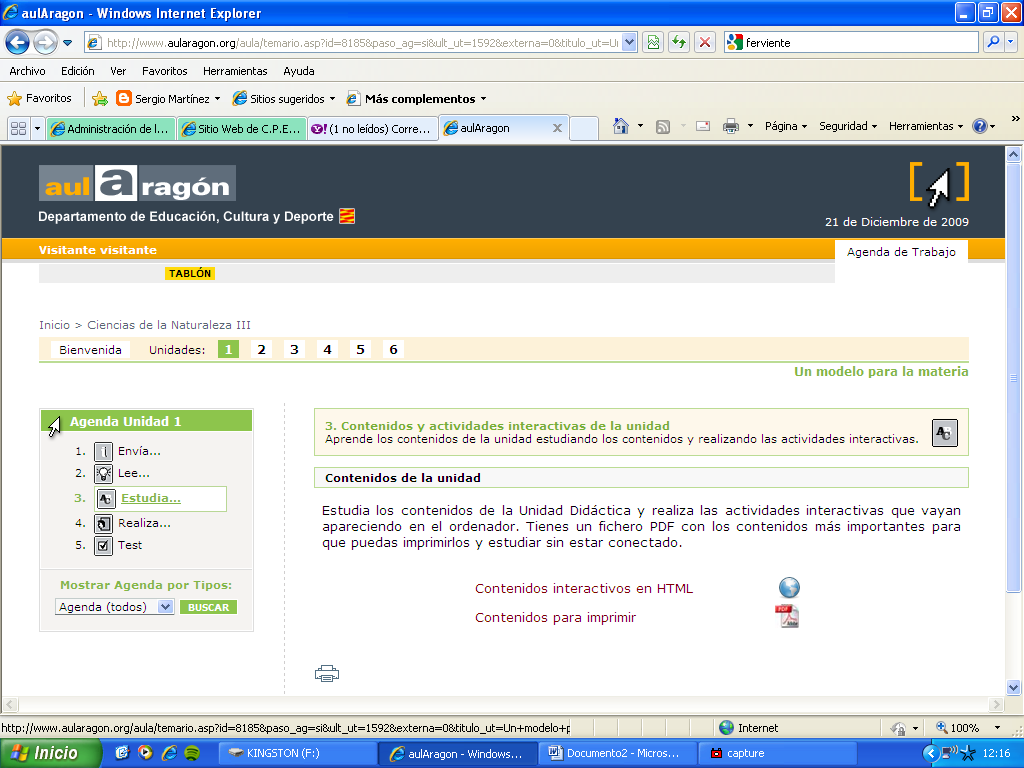 aulAragon - Windows Internet Explorer
http://www.aularagon.org/aula/temario.asp?id=8185&paso_ag=si&ult_ut=1592&externa=0&titulo_ut=U
ferviente
Archivo Edición Ver Favoritos Herramientas Ayuda
Favoritos Sergio Martínez Sitios sugeridos Más complementos
Administración de l... Sitio Web de C.P.E... (1 no leídos) Corre... aulAragon Página Seguridad Herramientas
aularagón
Departamento de Educación, Cultura y Deporte
21 de Diciembre de 2009
Visitante visitante
Agenda de Trabajo
TABLÓN
Inicio > Ciencias de la Naturaleza III
Bienvenida Unidades: 1 2 3 4 5 6
Un modelo para la materia
Agenda Unidad 1
1. Envía...
2. Lee...
3. Estudia...
4. Realiza...
5. Test
Mostrar Agenda por Tipos:
Agenda (todos) BUSCAR
3. Contenidos y actividades interactivas de la unidad
Aprende los contenidos de la unidad estudiando los contenidos y realizando las actividades interactivas.
Contenidos de la unidad
Estudia los contenidos de la Unidad Didáctica y realiza las actividades interactivas que vayan
apareciendo en el ordenador. Tienes un fichero PDF con los contenidos más importantes para
que puedas imprimirlos y estudiar sin estar conectado.
Contenidos interactivos en HTML
Contenidos para imprimir
http://www.aularagon.org/aula/temario.asp?id=8185&paso_ag=si&ult_ut=1592&externa=0&titulo_ut=Un+modelo+p
Internet 100%
Inicio KINGSTON (F:) aulAragon - Windows... Documento2 - Micros... capture 12:16